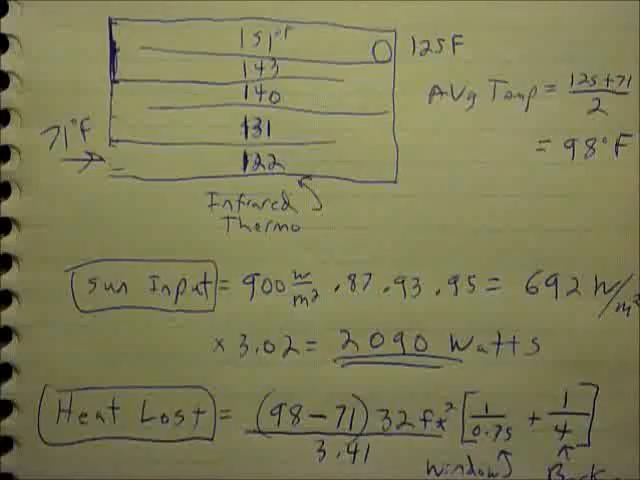 151°F
125F
143
140
131
122
71°F
Infrared
Thermo
AVg Temp = 125+71
2
= 98°F
Sun Input = 900 W/m² . 87 . 93 . 95 = 692 W/m²
x 3.02 = 2090 Watts
Heat Lost = (98-71) 32 ft² [1/0.75 + 1/4]
3.41
Window